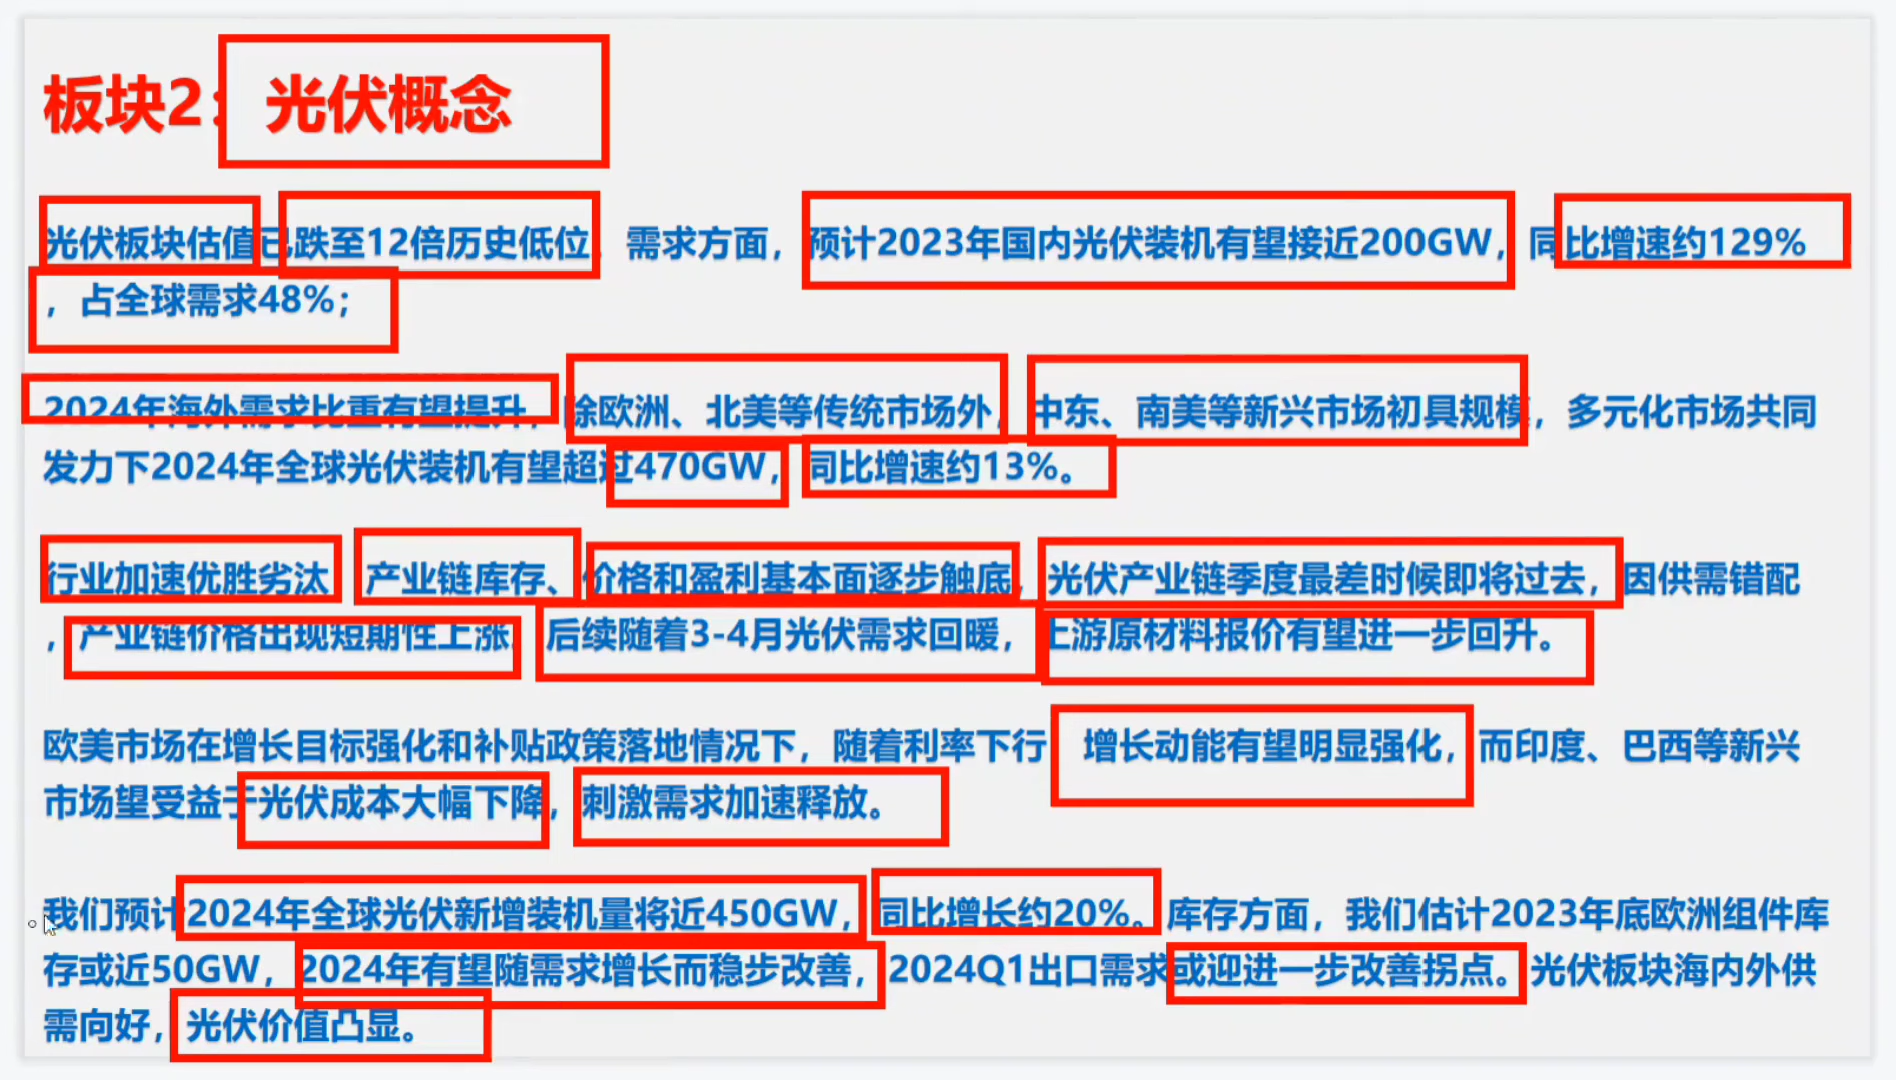 板块2：光伏概念
光伏板块估值已跌至12倍历史低位，需求方面，预计2023年国内光伏装机有望接近200GW，同比增速约129%
，占全球需求48%；
2024年海外需求比重有望提升，除欧洲、北美等传统市场外，中东、南美等新兴市场初具规模，多元化市场共同
发力下2024年全球光伏装机有望超过470GW，同比增速约13%。
行业加速优胜劣汰，产业链库存、价格和盈利基本面逐步触底，光伏产业链季度最差时候即将过去，因供需错配
，产业链价格出现短期性上涨，后续随着3-4月光伏需求回暖，上游原材料报价有望进一步回升。
欧美市场在增长目标强化和补贴政策落地情况下，随着利率下行，增长动能有望明显强化，而印度、巴西等新兴
市场望受益于光伏成本大幅下降，刺激需求加速释放。
我们预计2024年全球光伏新增装机量将近450GW，同比增长约20%。库存方面，我们估计2023年底欧洲组件库
存或近50GW，2024年有望随需求增长而稳步改善，2024Q1出口需求或迎进一步改善拐点。光伏板块海内外供
需向好，光伏价值凸显。